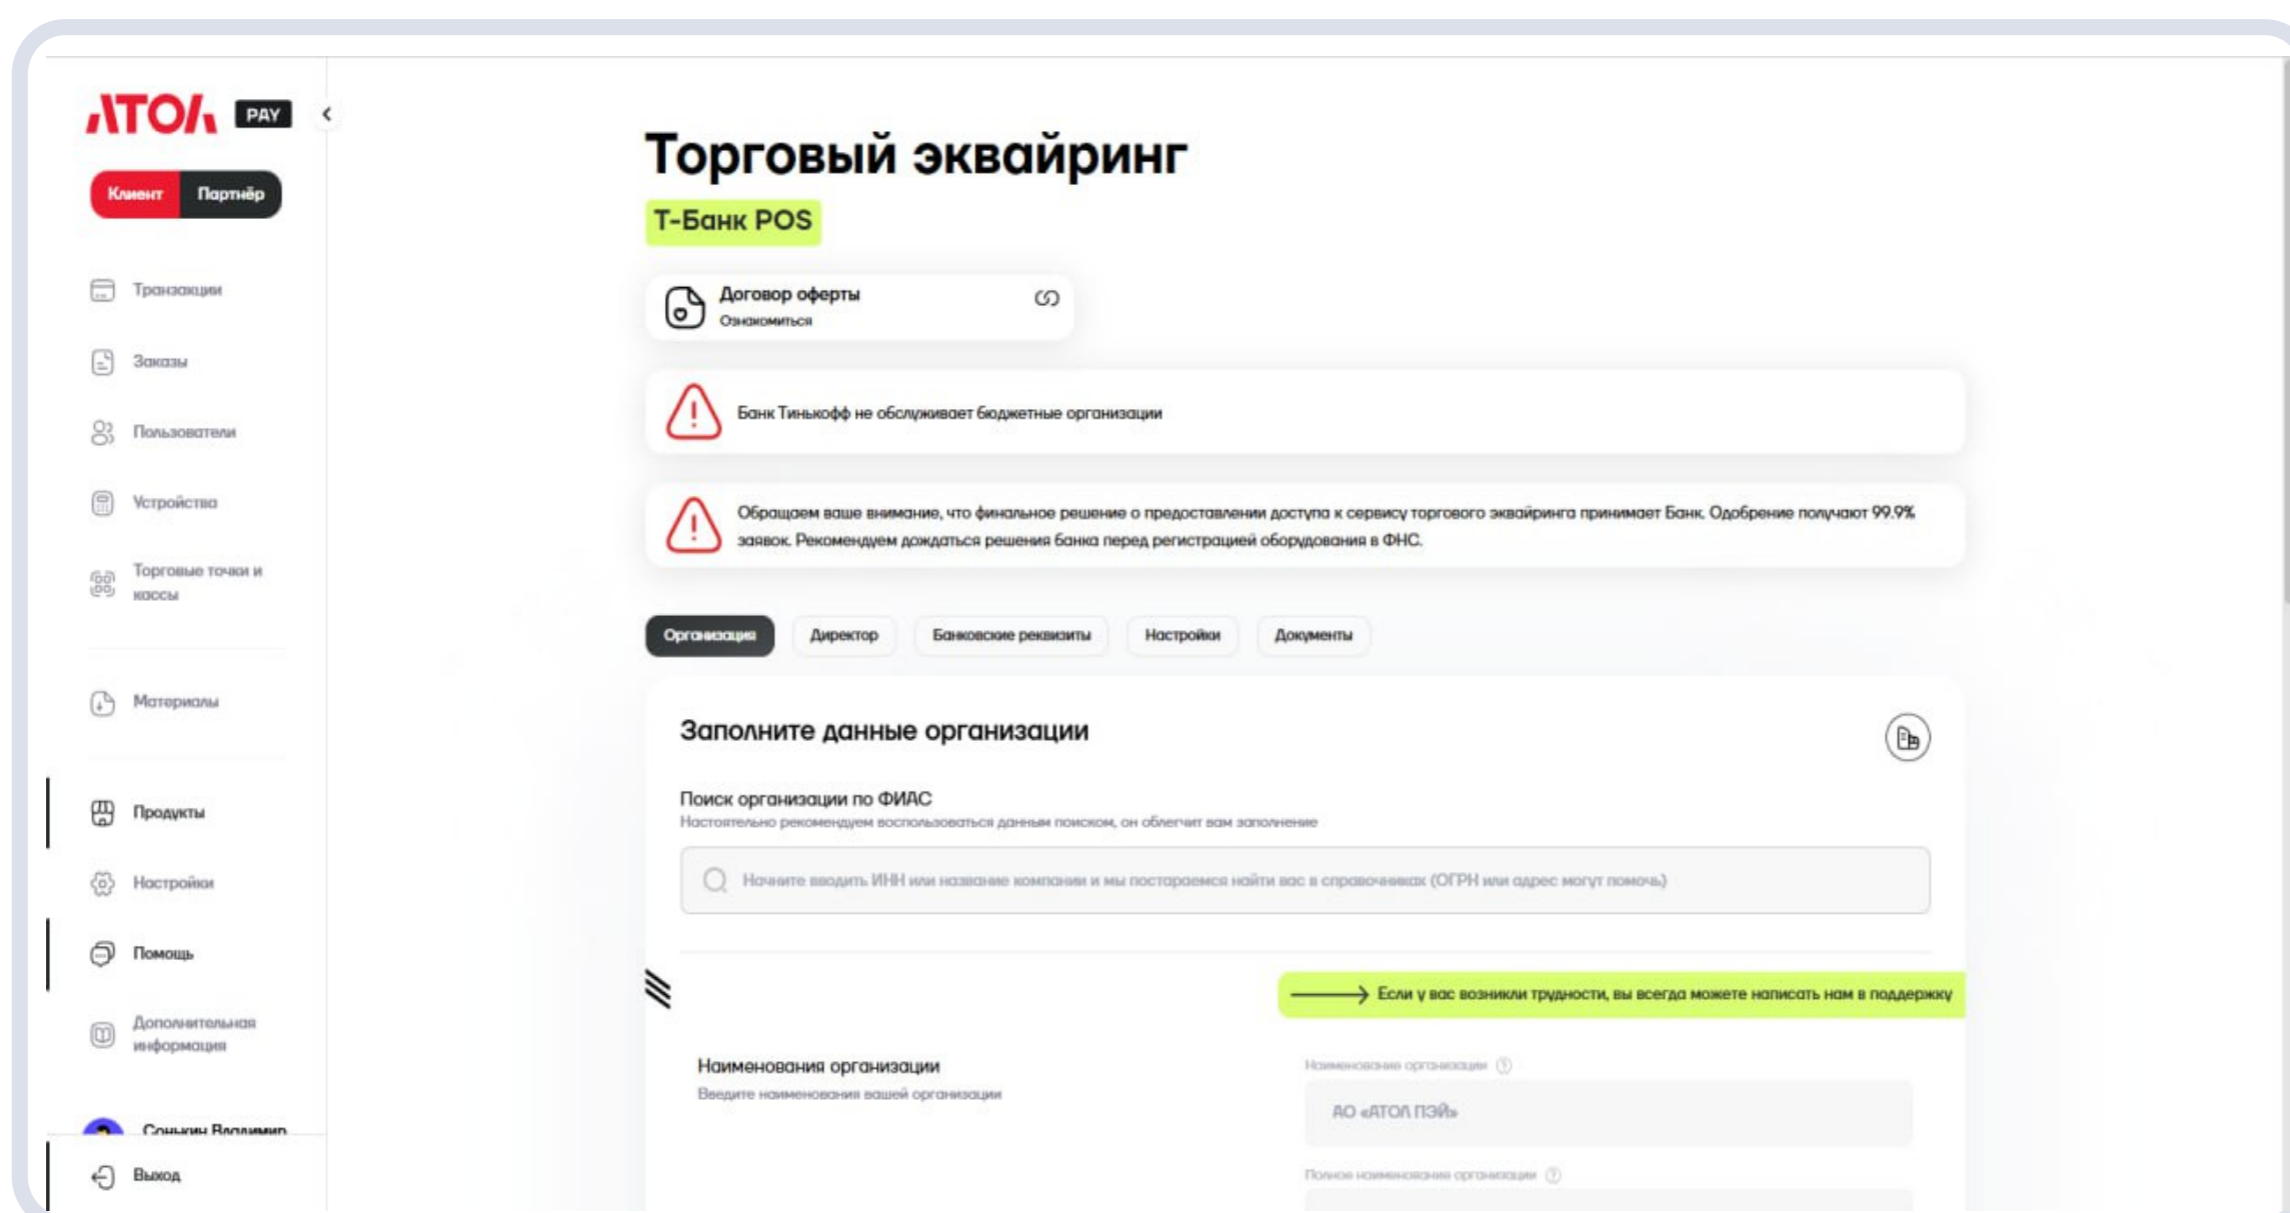 АТОЛ PAY
Клиент Партнёр
Транзакции
Заказы
Пользователи
Устройства
Торговые точки и
кассы
Материалы
Продукты
Настройки
Помощь
Дополнительная
информация
Сонькин Владимир
Выход
Торговый эквайринг
Т-Банк POS
Договор оферты
Ознакомиться
Банк Тинькофф не обслуживает бюджетные организации
Обращаем ваше внимание, что финальное решение о предоставлении доступа к сервису торгового эквайринга принимает Банк. Одобрение получают 99.9%
заявок. Рекомендуем дождаться решения банка перед регистрацией оборудования в ФНС.
Организация Директор Банковские реквизиты Настройки Документы
Заполните данные организации
Поиск организации по ФИАС
Настоятельно рекомендуем воспользоваться данным поиском, он облегчит вам заполнение
Начните вводить ИНН или название компании и мы постараемся найти вас в справочниках (ОГРН или адрес могут помочь)
Если у вас возникли трудности, вы всегда можете написать нам в поддержку
Наименования организации
Введите наименования вашей организации
Наименование организации
АО «АТОЛ ПЭЙ»
Полное наименование организации